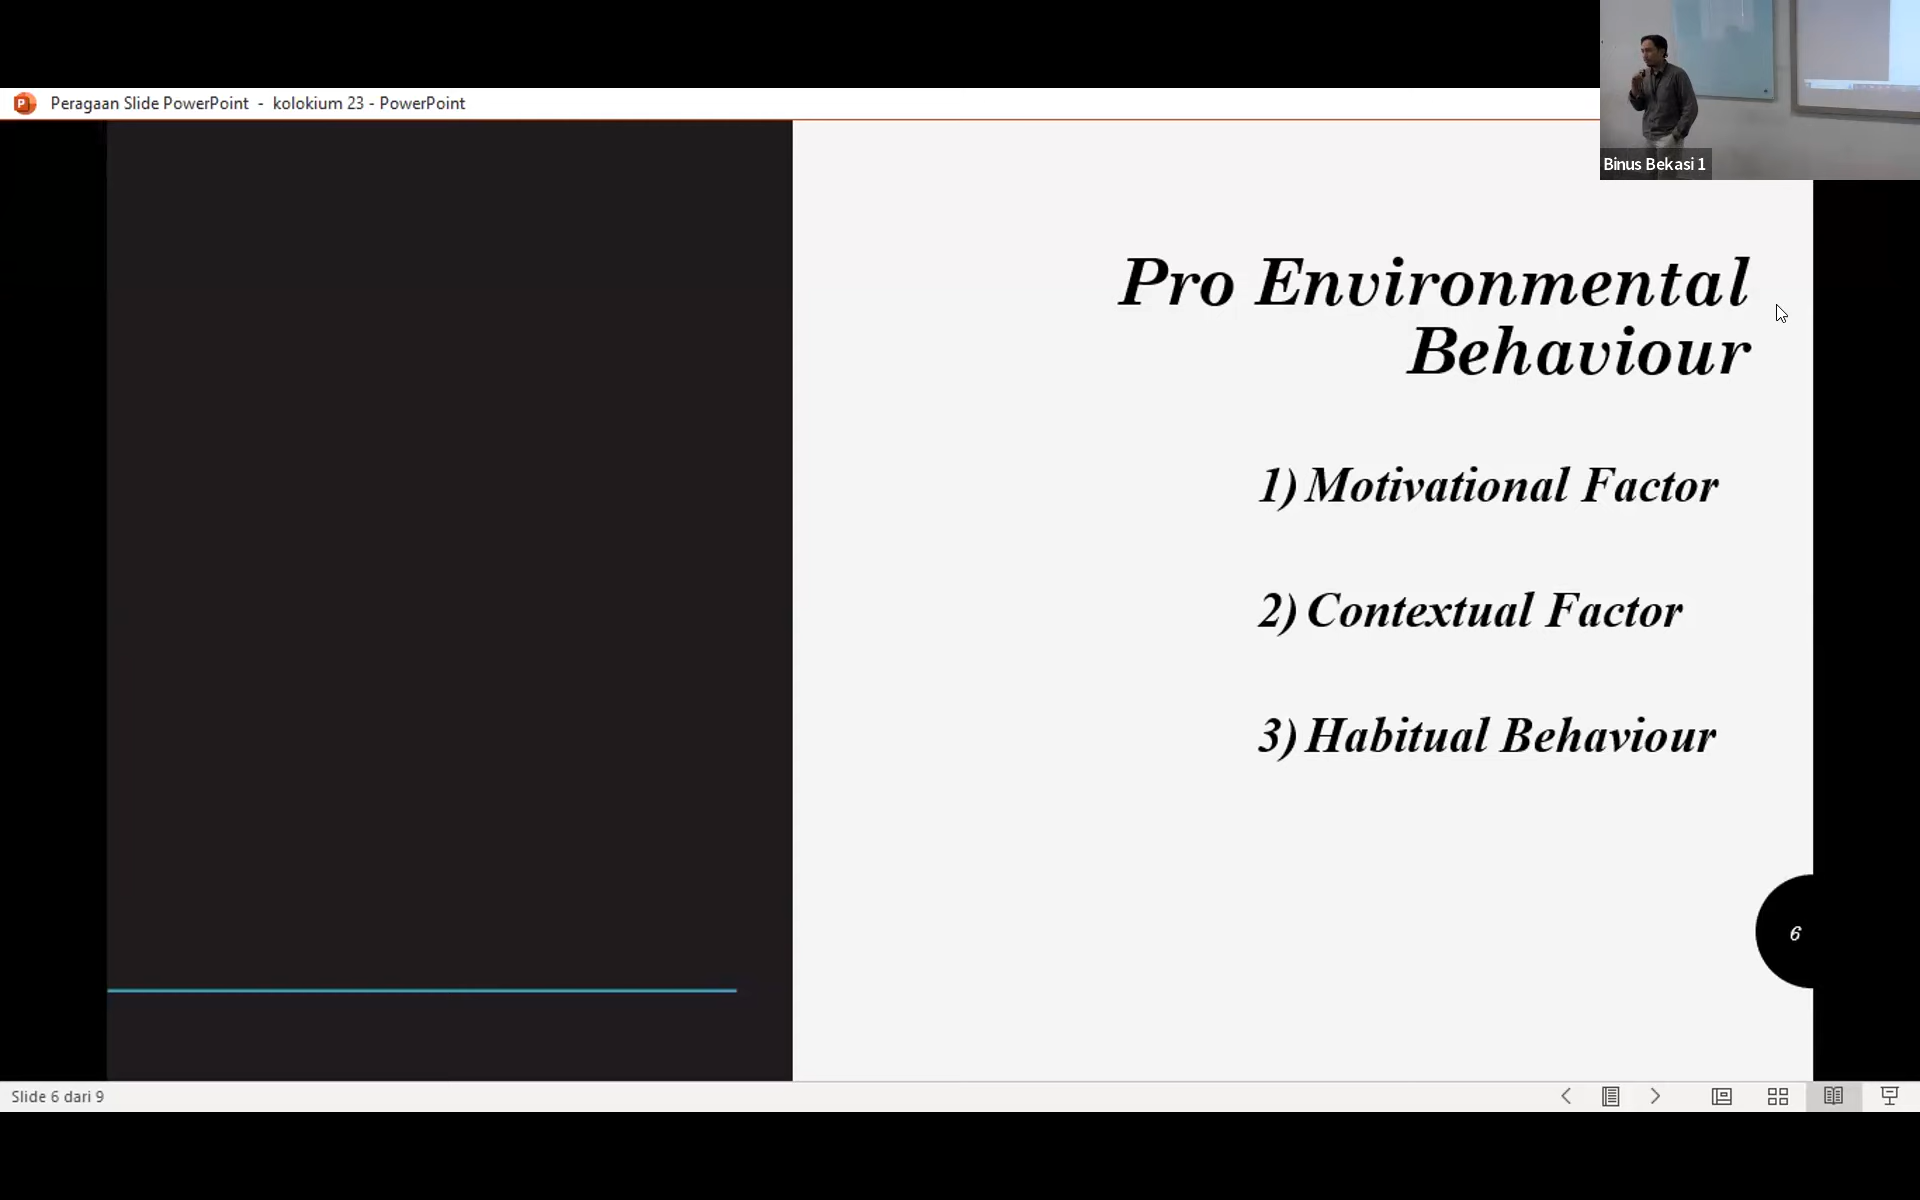 Peragaan Slide PowerPoint - kolokium 23 - PowerPoint
Binus Bekasi 1
Pro Environmental
Behaviour
1) Motivational Factor
2) Contextual Factor
3) Habitual Behaviour
6
Slide 6 dari 9